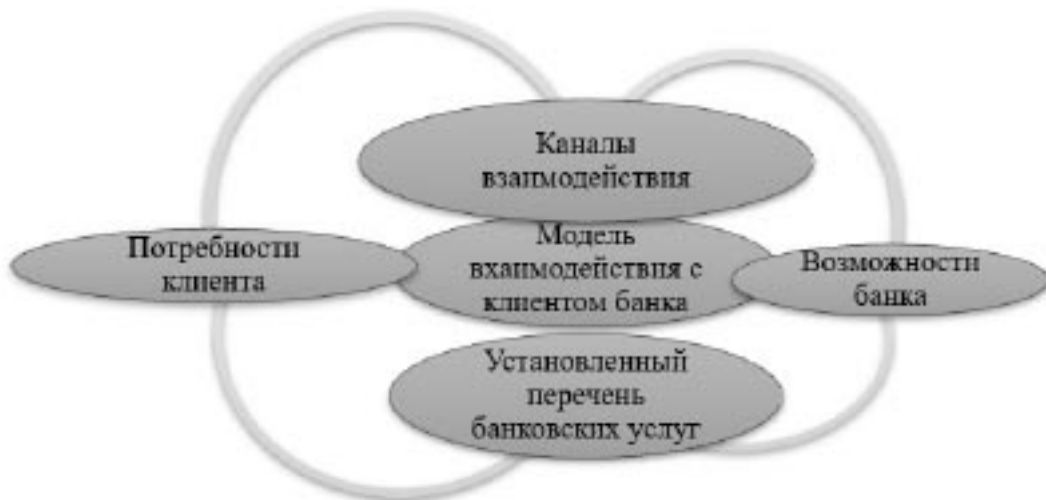 Каналы
взаимодействия
Потребности
клиента
Модель
вхаимодействия с
клиентом банка
Возможности
банка
Установленный
перечень
банковских услуг